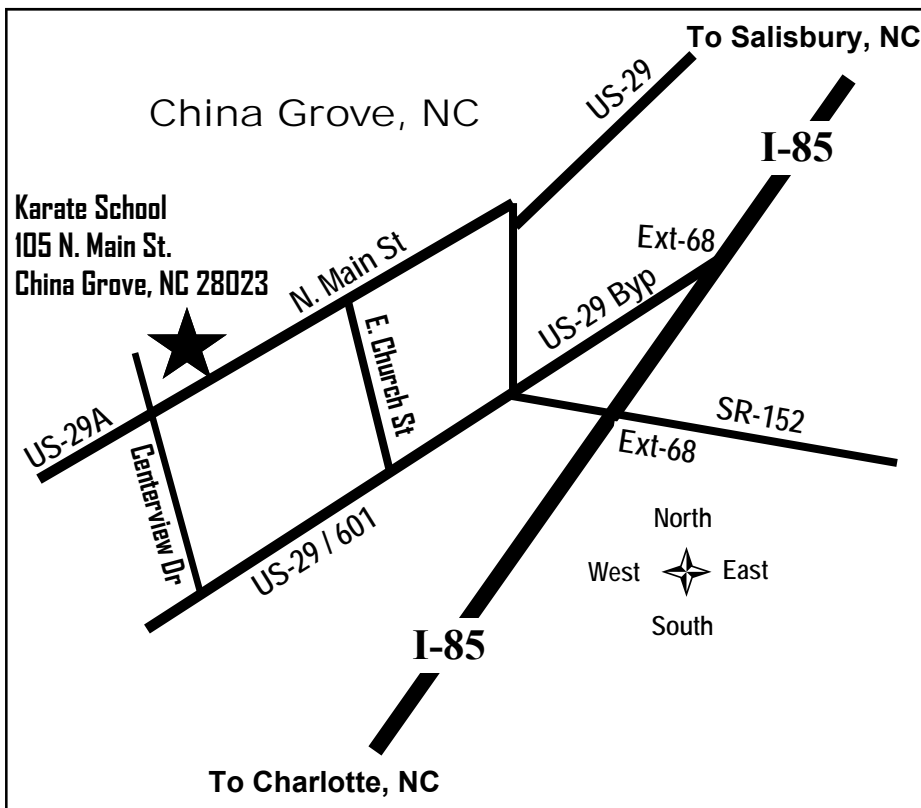 To Salisbury, NC
China Grove, NC
US-29
I-85
Karate School
105 N. Main St.
China Grove, NC 28023
N. Main St
Ext-68
US-29 Byp
E. Church St
US-29A
Centerview Dr
SR-152
Ext-68
US-29 / 601
North
West
East
South
I-85
To Charlotte, NC